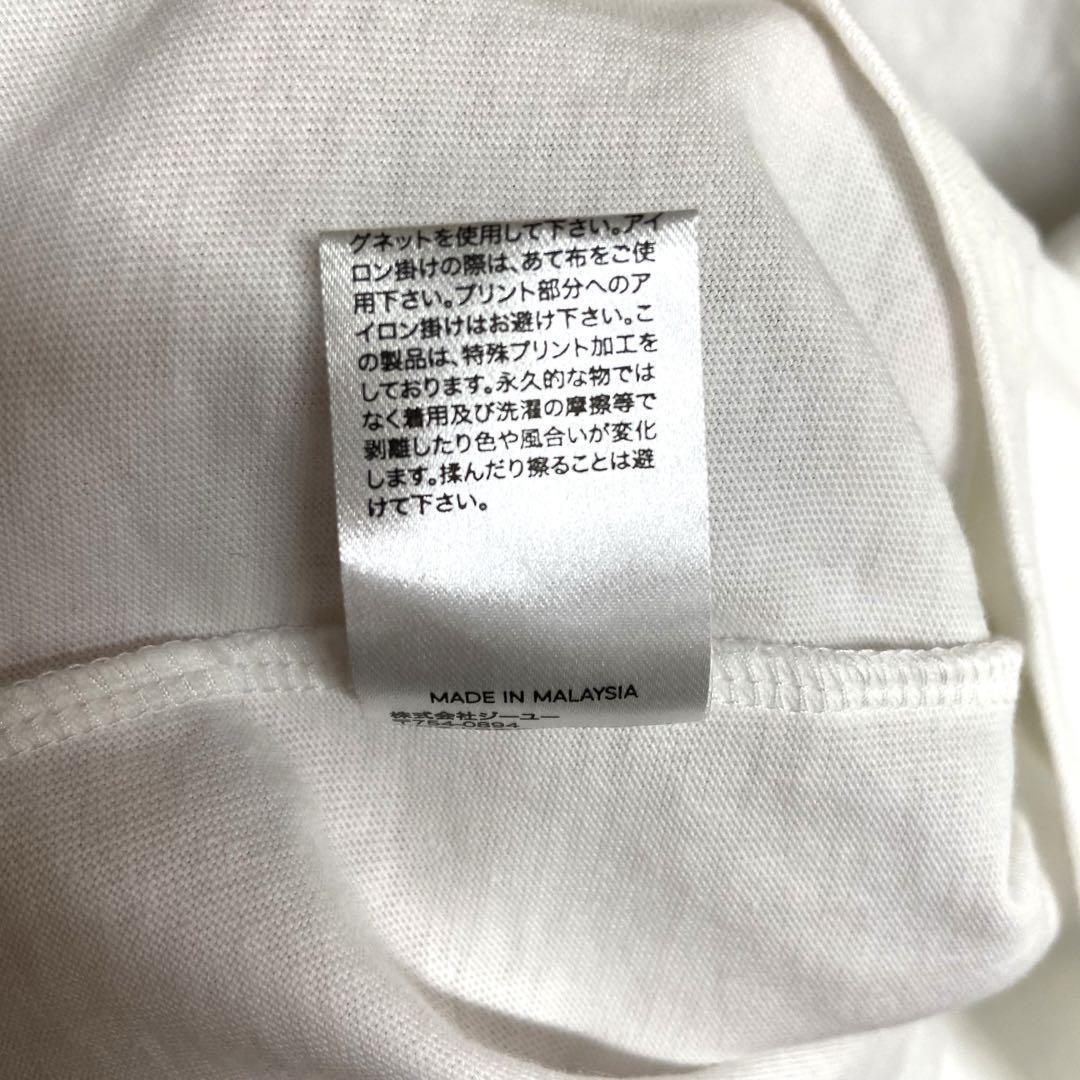 グネットを使用して下さい。アイ
ロン掛けの際は、あて布をご使
用下さい。プリント部分へのア
イロン掛けはお避け下さい。こ
の製品は、特殊プリント加工を
しております。永久的な物では
なく着用及び洗濯の摩擦等で
剥離したり色や風合いが変化
します。揉んだり擦ることは避
けて下さい。
MADE IN MALAYSIA
株式会社ジーユー
〒754-0894